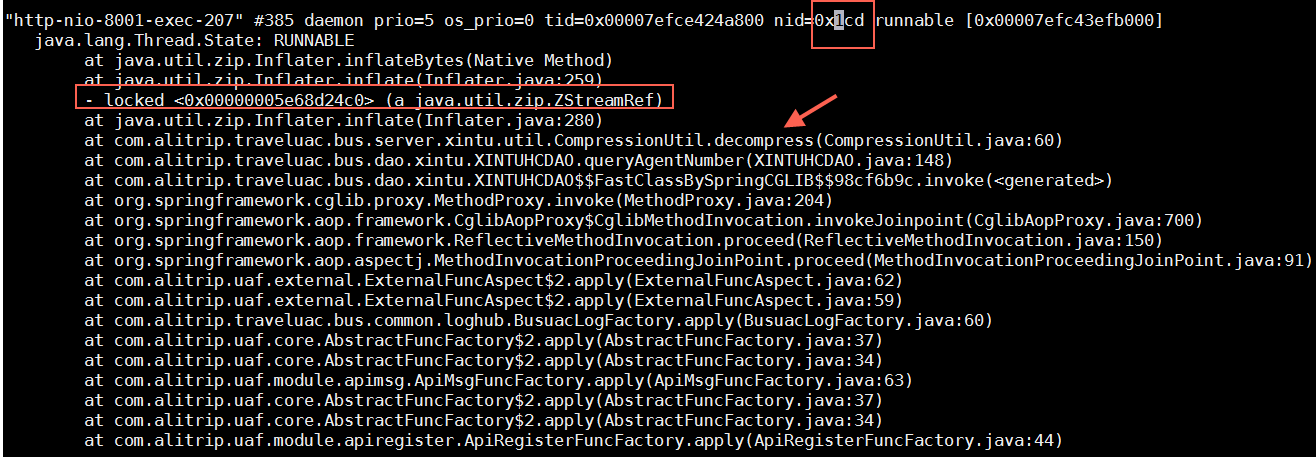 "http-nio-8001-exec-207" #385 daemon prio=5 os_prio=0 tid=0x00007efce424a800 nid=0x1cd runnable [0x00007efc43efb000]
java.lang.Thread.State: RUNNABLE
at java.util.zip.Inflater.inflateBytes(Native Method)
at java.util.zip.Inflater.inflate(Inflater.java:259)
- locked <0x00000005e68d24c0> (a java.util.zip.ZStreamRef)
at java.util.zip.Inflater.inflate(Inflater.java:280)
at com.alitrip.traveluac.bus.server.xintu.util.CompressionUtil.decompress(CompressionUtil.java:60)
at com.alitrip.traveluac.bus.dao.xintu.XINTUHCDAO.queryAgentNumber(XINTUHCDAO.java:148)
at com.alitrip.traveluac.bus.dao.xintu.XINTUHCDAO$$FastClassBySpringCGLIB$$98cf6b9c.invoke(<generated>)
at org.springframework.cglib.proxy.MethodProxy.invoke(MethodProxy.java:204)
at org.springframework.aop.framework.CglibAopProxy$CglibMethodInvocation.invokeJoinpoint(CglibAopProxy.java:700)
at org.springframework.aop.framework.ReflectiveMethodInvocation.proceed(ReflectiveMethodInvocation.java:150)
at org.springframework.aop.aspectj.MethodInvocationProceedingJoinPoint.proceed(MethodInvocationProceedingJoinPoint.java:91)
at com.alitrip.uaf.external.ExternalFuncAspect$2.apply(ExternalFuncAspect.java:62)
at com.alitrip.uaf.external.ExternalFuncAspect$2.apply(ExternalFuncAspect.java:59)
at com.alitrip.traveluac.bus.common.loghub.BusuacLogFactory.apply(BusuacLogFactory.java:60)
at com.alitrip.uaf.core.AbstractFuncFactory$2.apply(AbstractFuncFactory.java:37)
at com.alitrip.uaf.core.AbstractFuncFactory$2.apply(AbstractFuncFactory.java:34)
at com.alitrip.uaf.module.apimsg.ApiMsgFuncFactory.apply(ApiMsgFuncFactory.java:63)
at com.alitrip.uaf.core.AbstractFuncFactory$2.apply(AbstractFuncFactory.java:37)
at com.alitrip.uaf.core.AbstractFuncFactory$2.apply(AbstractFuncFactory.java:34)
at com.alitrip.uaf.module.apiregister.ApiRegisterFuncFactory.apply(ApiRegisterFuncFactory.java:44)